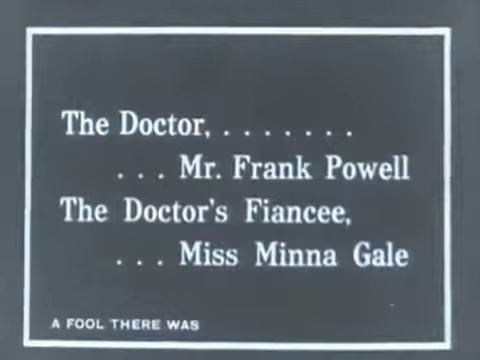 The Doctor, . . . . . . .
. . . Mr. Frank Powell
The Doctor's Fiancee,
. . . Miss Minna Gale
A FOOL THERE WAS